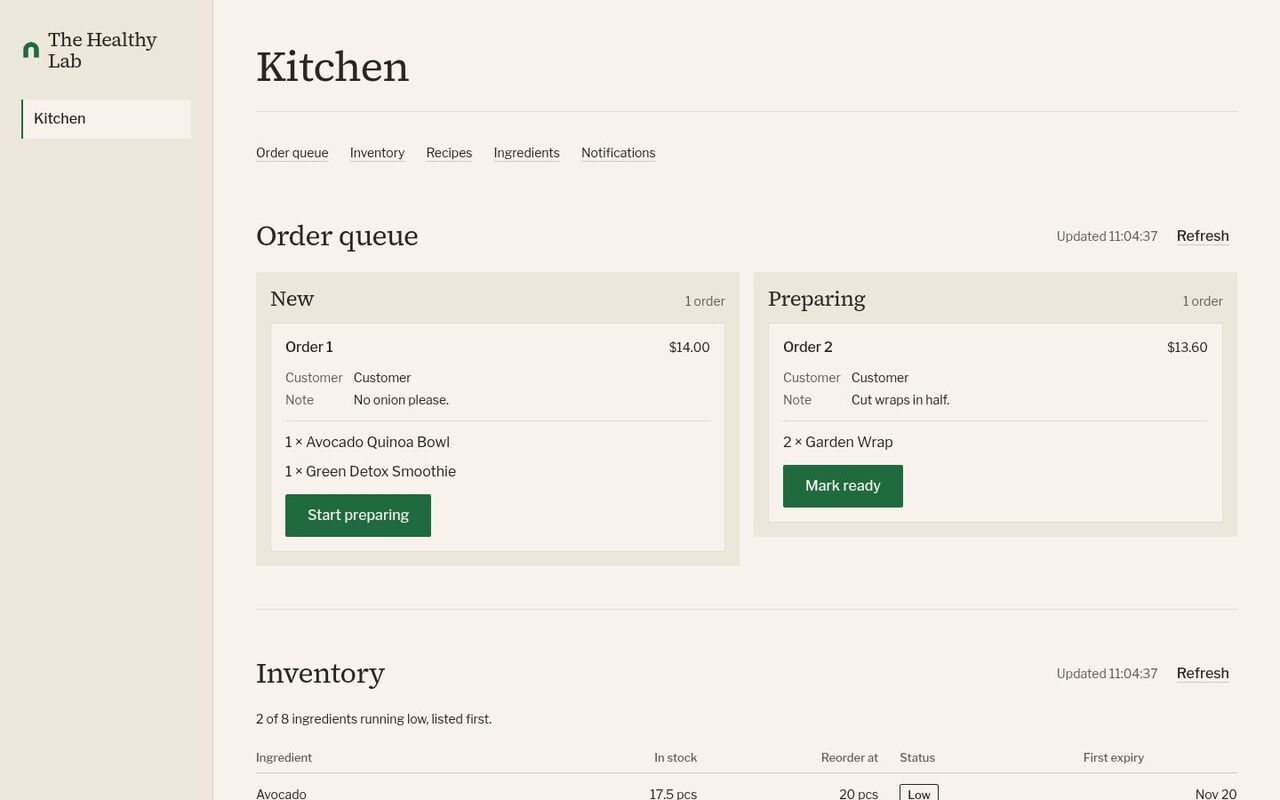 The Healthy
Lab
Kitchen
Kitchen
Order queue Inventory Recipes Ingredients Notifications
Order queue
Updated 11:04:37 Refresh
New
1 order
Order 1
$14.00
Customer Customer
Note No onion please.
1 × Avocado Quinoa Bowl
1 × Green Detox Smoothie
Start preparing
Preparing
1 order
Order 2
$13.60
Customer Customer
Note Cut wraps in half.
2 × Garden Wrap
Mark ready
Inventory
Updated 11:04:37 Refresh
2 of 8 ingredients running low, listed first.
Ingredient In stock Reorder at Status First expiry
Avocado 17.5 pcs 20 pcs Low Nov 20